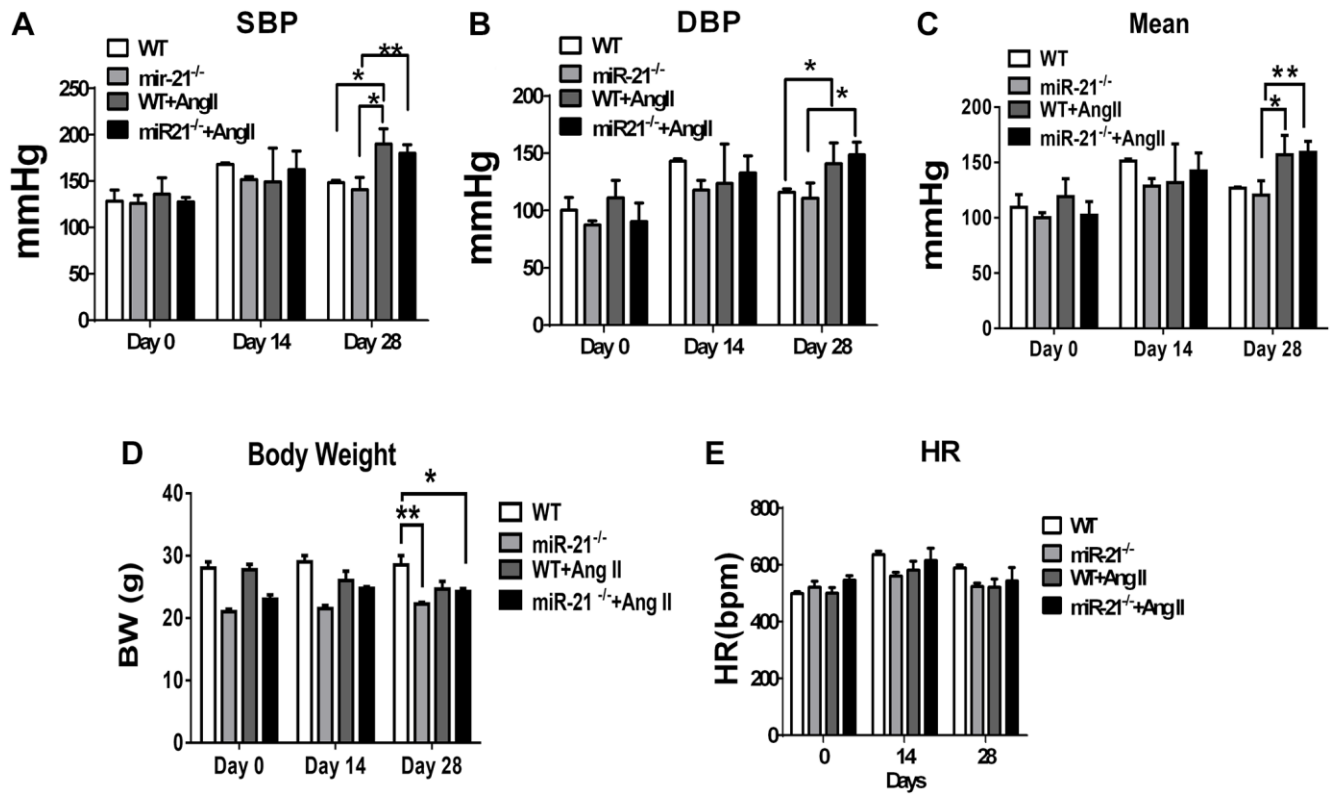 A
SBP
WT
mir-21-/-
WT+AngII
miR21-/-+AngII
mmHg
250
200
150
100
50
0
*
*
**
Day 0
Day 14
Day 28
B
DBP
WT
miR-21-/-
WT+AngII
miR21-/-+AngII
mmHg
200
150
100
50
0
*
*
Day 0
Day 14
Day 28
C
Mean
WT
miR-21-/-
WT+AngII
miR-21-/-+AngII
mmHg
200
150
100
50
0
**
*
Day 0
Day 14
Day 28
D
Body Weight
BW (g)
40
30
20
10
0
*
**
Day 0
Day 14
Day 28
WT
miR-21-/-
WT+Ang II
miR-21 -/-+Ang II
E
HR
HR(bpm)
800
600
400
200
0
0
14
28
Days
WT
miR-21-/-
WT+Ang II
miR-21-/-+Ang II